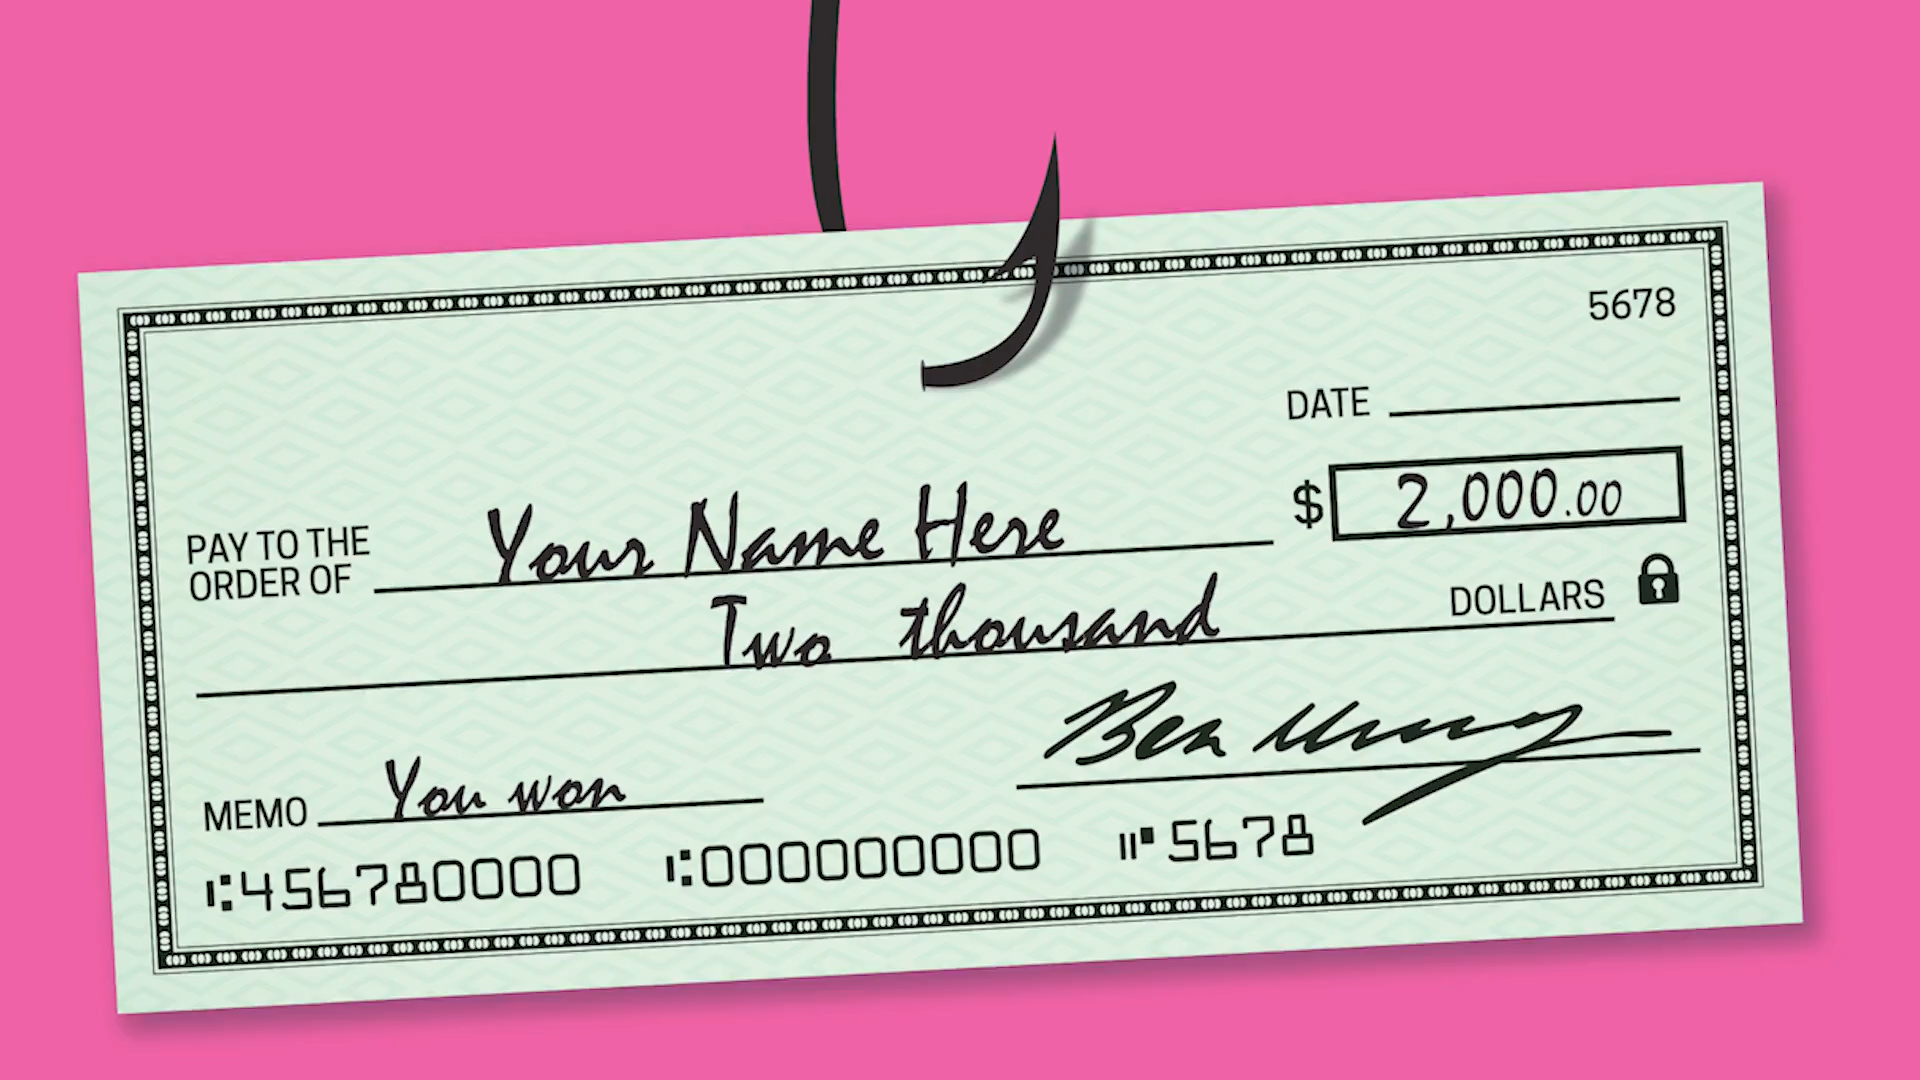 5678
DATE
PAY TO THE
ORDER OF Your Name Here $ 2,000.00
Two thousand DOLLARS
MEMO You won
⑆456780000 ⑆000000000 ⑈5678